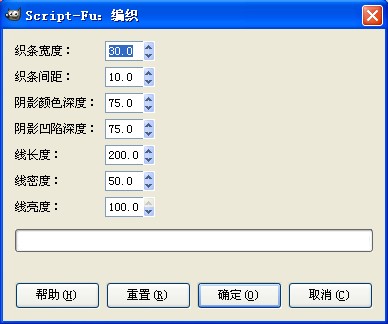 Script-Fu: 编织
织条宽度： 30.0
织条间距： 10.0
阴影颜色深度： 75.0
阴影凹陷深度： 75.0
线长度： 200.0
线密度： 50.0
线亮度： 100.0
帮助(H) 重置(R) 确定(O) 取消(C)